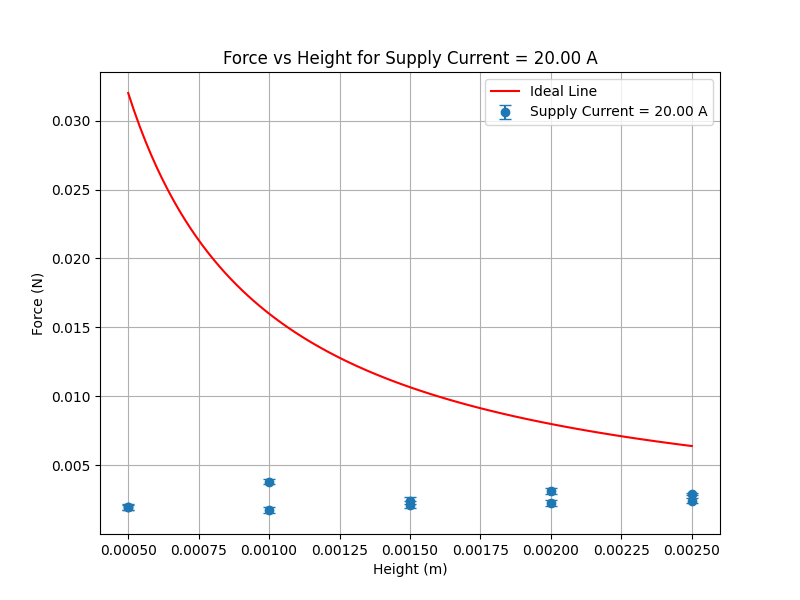 Force vs Height for Supply Current = 20.00 A
Ideal Line
Supply Current = 20.00 A
0.030
0.025
0.020
0.015
0.010
0.005
Force (N)
0.00050 0.00075 0.00100 0.00125 0.00150 0.00175 0.00200 0.00225 0.00250
Height (m)